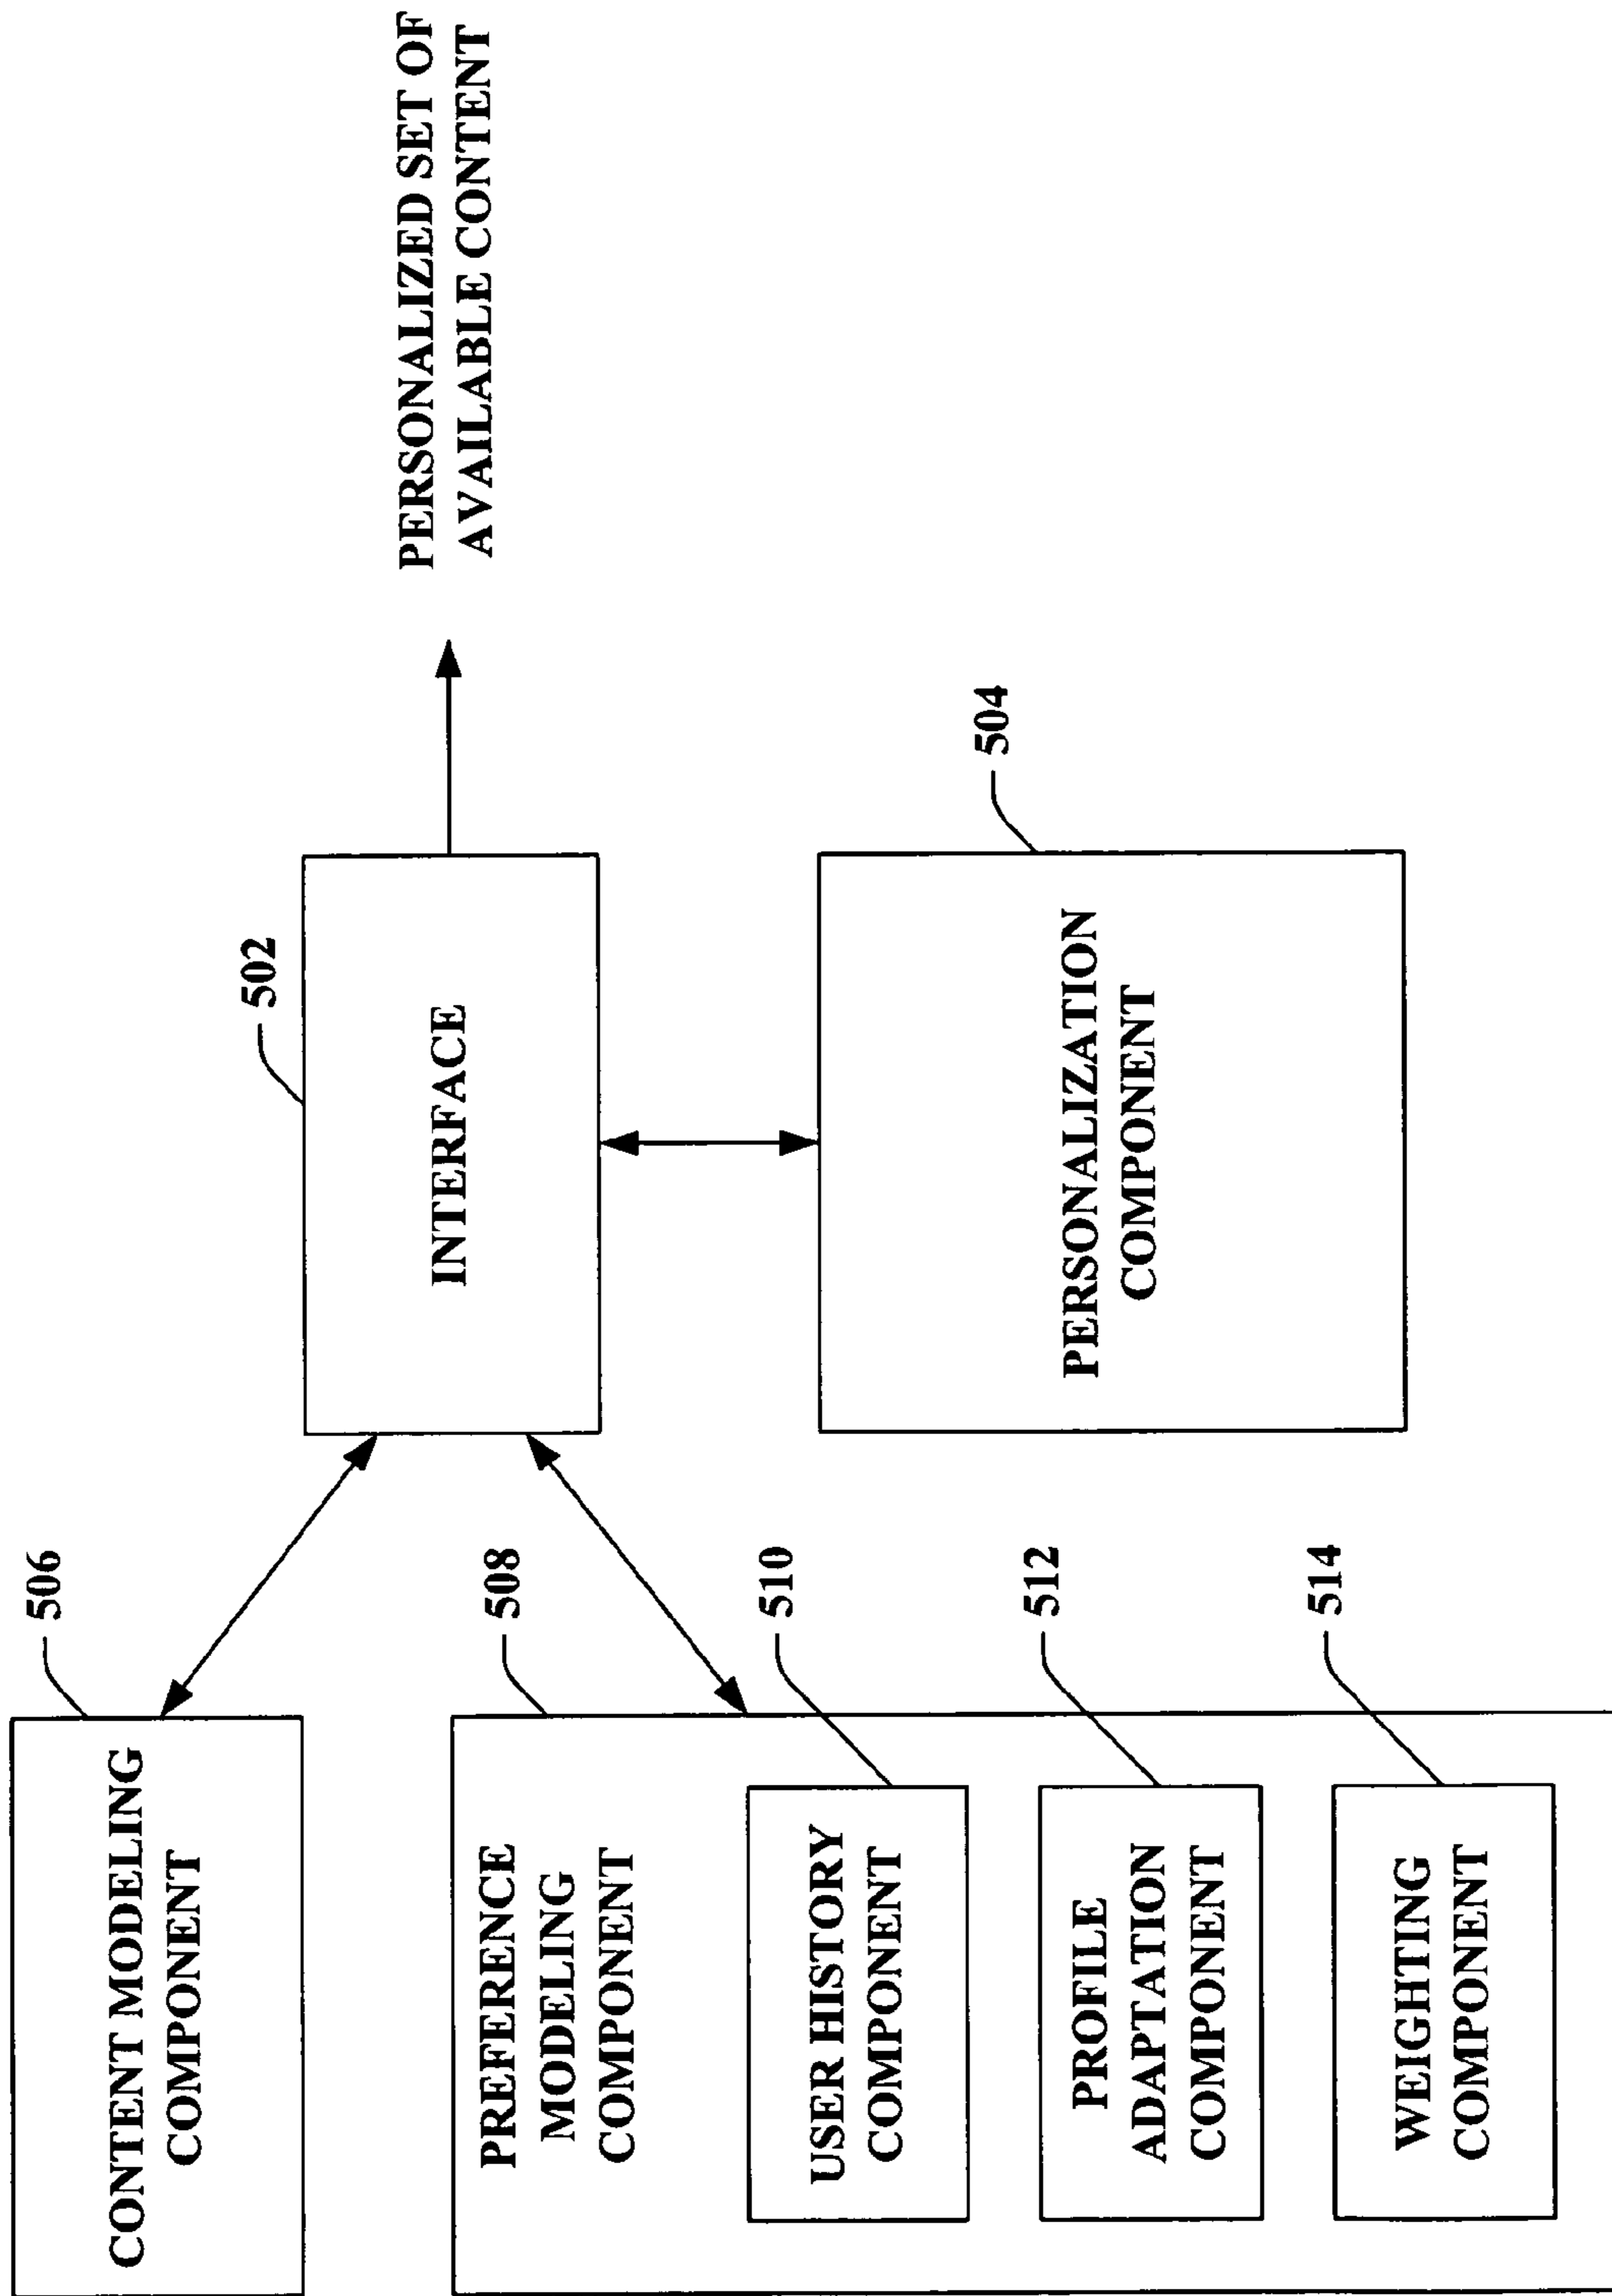 506
CONTENT MODELING
COMPONENT
502
INTERFACE
PERSONALIZED SET OF
AVAILABLE CONTENT
508
PREFERENCE
MODELING
COMPONENT
510
USER HISTORY
COMPONENT
512
PROFILE
ADAPTATION
COMPONENT
514
WEIGHTING
COMPONENT
504
PERSONALIZATION
COMPONENT